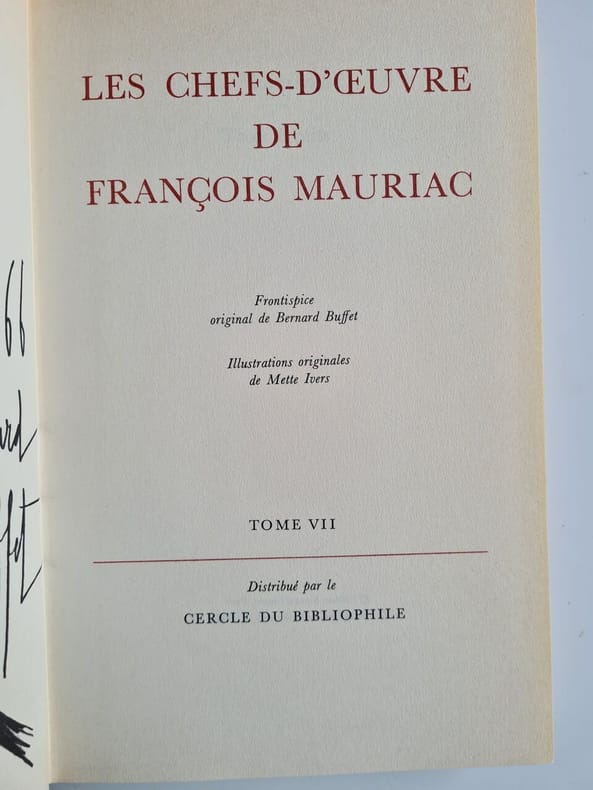 66
LES CHEFS-D'ŒUVRE
DE
FRANÇOIS MAURIAC
Frontispice
original de Bernard Buffet
Illustrations originales
de Mette Ivers
TOME VII
Distribué par le
CERCLE DU BIBLIOPHILE